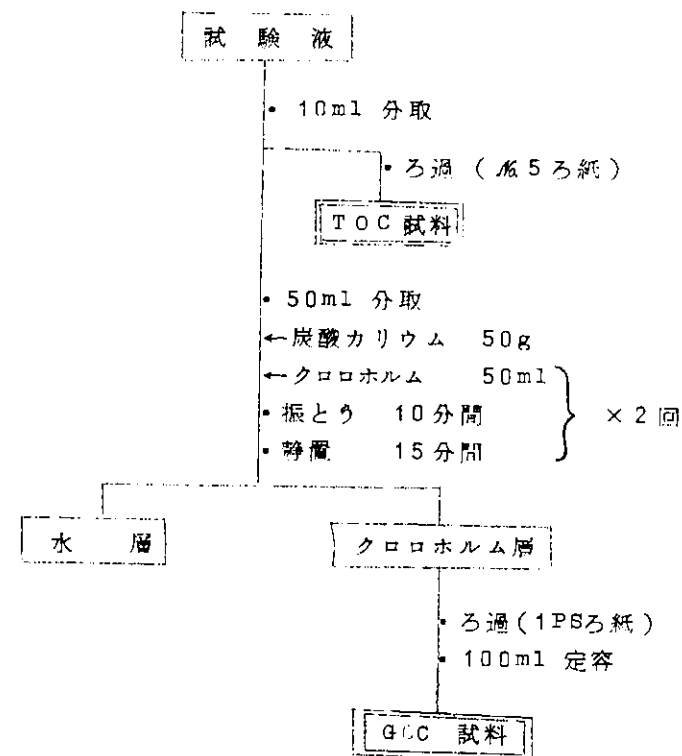 試 験 液
・ 10ml 分取
・ ろ過 ( №5ろ紙 )
TOC 試料
・ 50ml 分取
←炭酸カリウム 50g
←クロロホルム 50ml
・振とう 10分間
・静置 15分間
×2回
水 層
クロロホルム層
・ ろ過(1PSろ紙)
・ 100ml 定容
GLC 試料